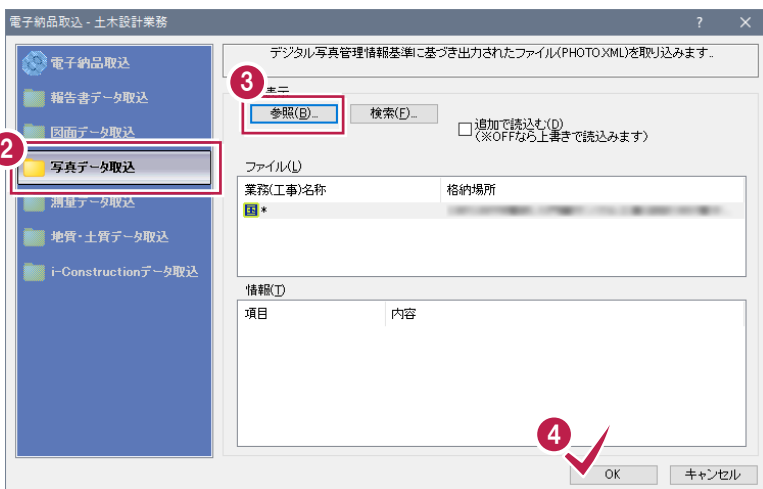 電子納品取込 - 土木設計業務
電子納品取込
報告書データ取込
図面データ取込
2
写真データ取込
測量データ取込
地質・土質データ取込
i-Constructionデータ取込
デジタル写真管理情報基準に基づき出力されたファイル(PHOTO.XML)を取り込みます。
3
表示
参照(B)...
検索(F)...
追加で読込む(D)
(※OFFなら上書きで読込みます)
ファイル(L)
業務(工事)名称 格納場所
*
情報(T)
項目 内容
4
OK キャンセル